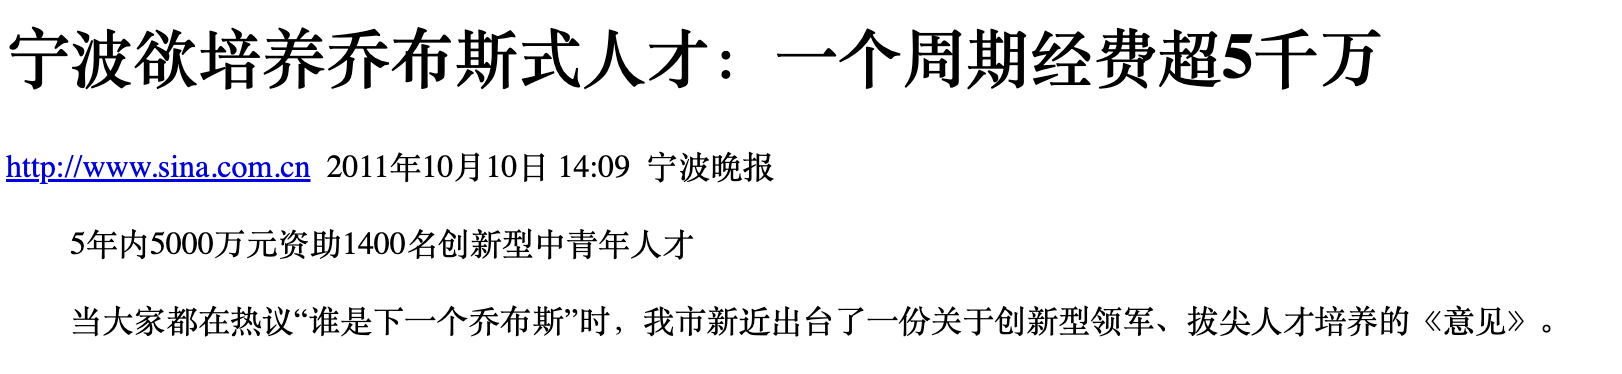 宁波欲培养乔布斯式人才：一个周期经费超5千万
http://www.sina.com.cn 2011年10月10日 14:09 宁波晚报
5年内5000万元资助1400名创新型中青年人才
当大家都在热议“谁是下一个乔布斯”时，我市新近出台了一份关于创新型领军、拔尖人才培养的《意见》。